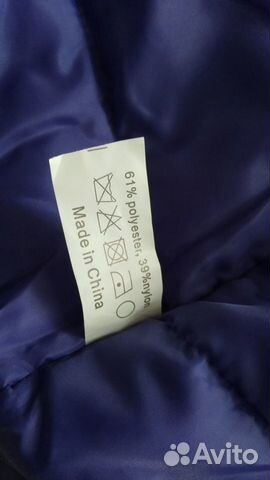 61% polyester, 39%nylon
Made in China
Avito